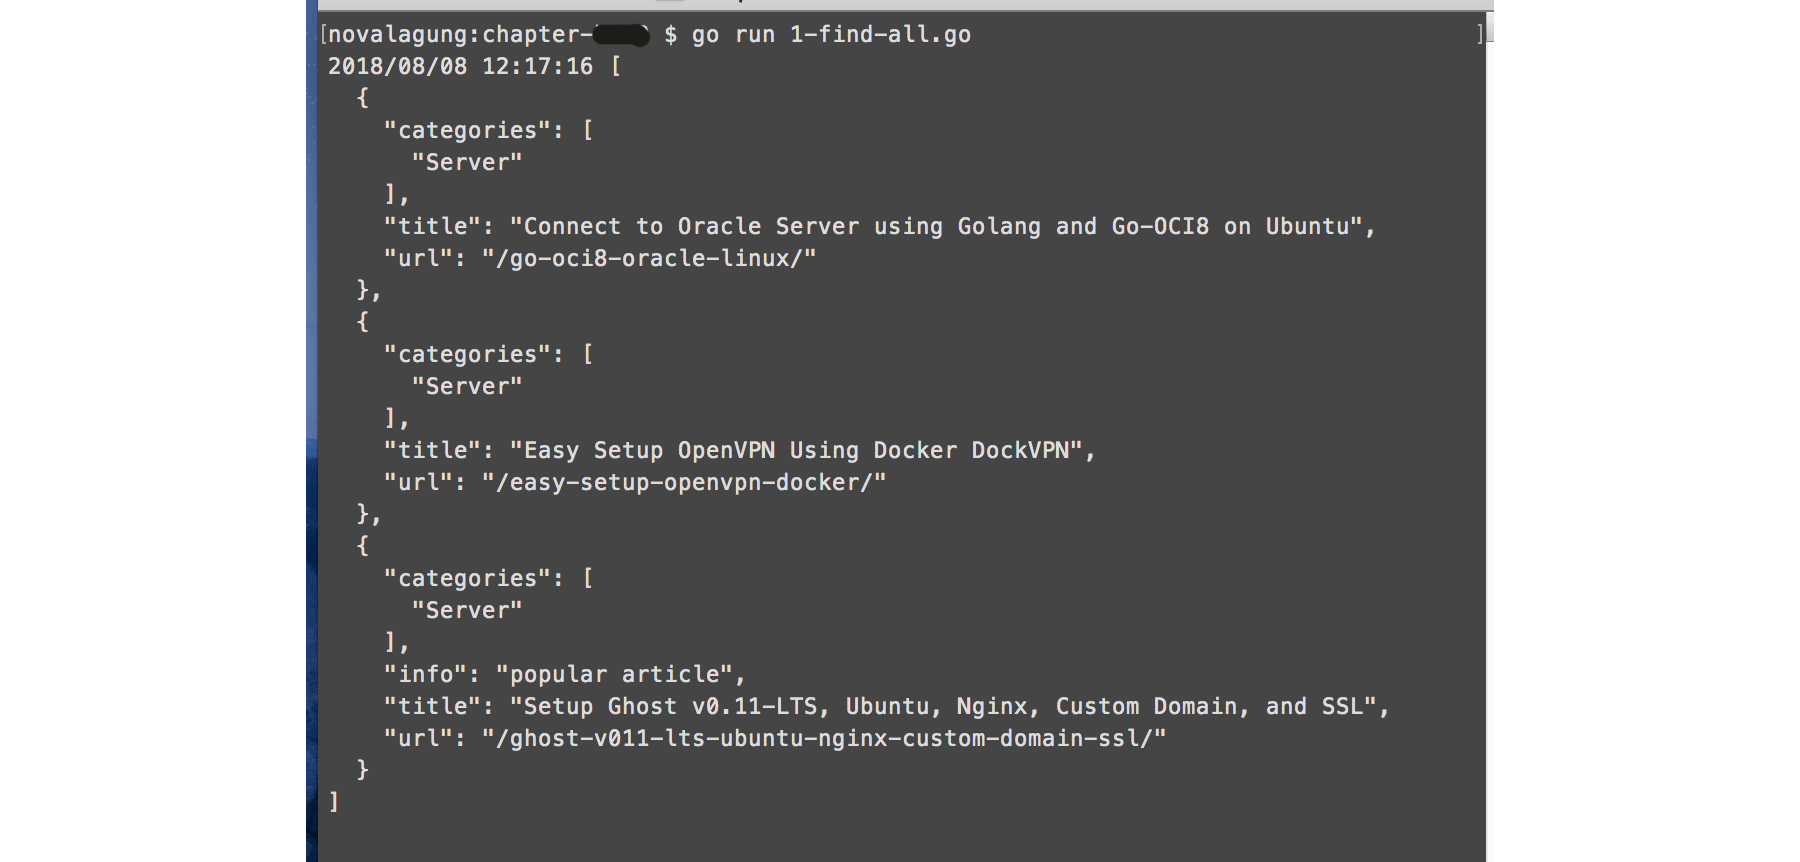 [novalagung:chapter- $ go run 1-find-all.go ]
2018/08/08 12:17:16 [
  {
    "categories": [
      "Server"
    ],
    "title": "Connect to Oracle Server using Golang and Go-OCI8 on Ubuntu",
    "url": "/go-oci8-oracle-linux/"
  },
  {
    "categories": [
      "Server"
    ],
    "title": "Easy Setup OpenVPN Using Docker DockVPN",
    "url": "/easy-setup-openvpn-docker/"
  },
  {
    "categories": [
      "Server"
    ],
    "info": "popular article",
    "title": "Setup Ghost v0.11-LTS, Ubuntu, Nginx, Custom Domain, and SSL",
    "url": "/ghost-v011-lts-ubuntu-nginx-custom-domain-ssl/"
  }
]